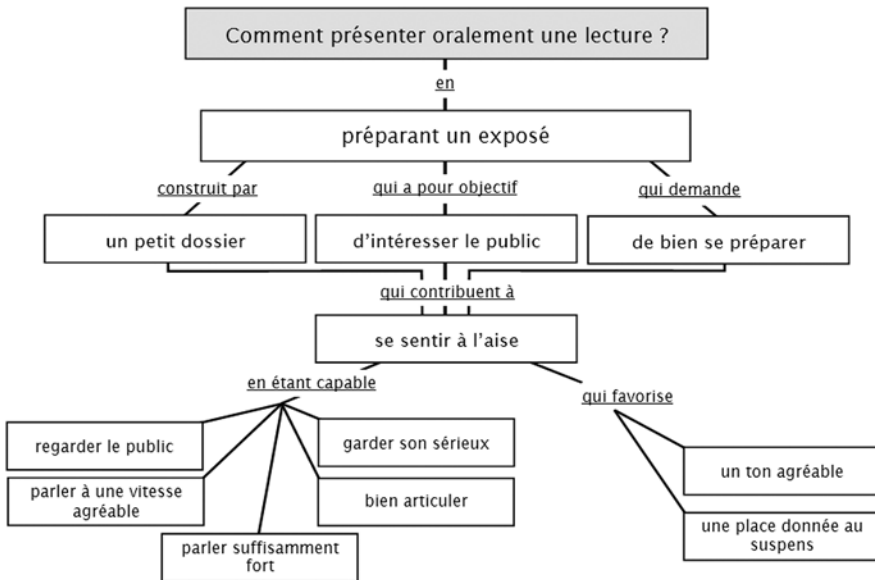 Comment présenter oralement une lecture ?
en
préparant un exposé
construit par
qui a pour objectif
qui demande
un petit dossier
d'intéresser le public
de bien se préparer
qui contribuent à
se sentir à l'aise
en étant capable
qui favorise
regarder le public
garder son sérieux
parler à une vitesse
agréable
bien articuler
parler suffisamment
fort
un ton agréable
une place donnée au
suspens